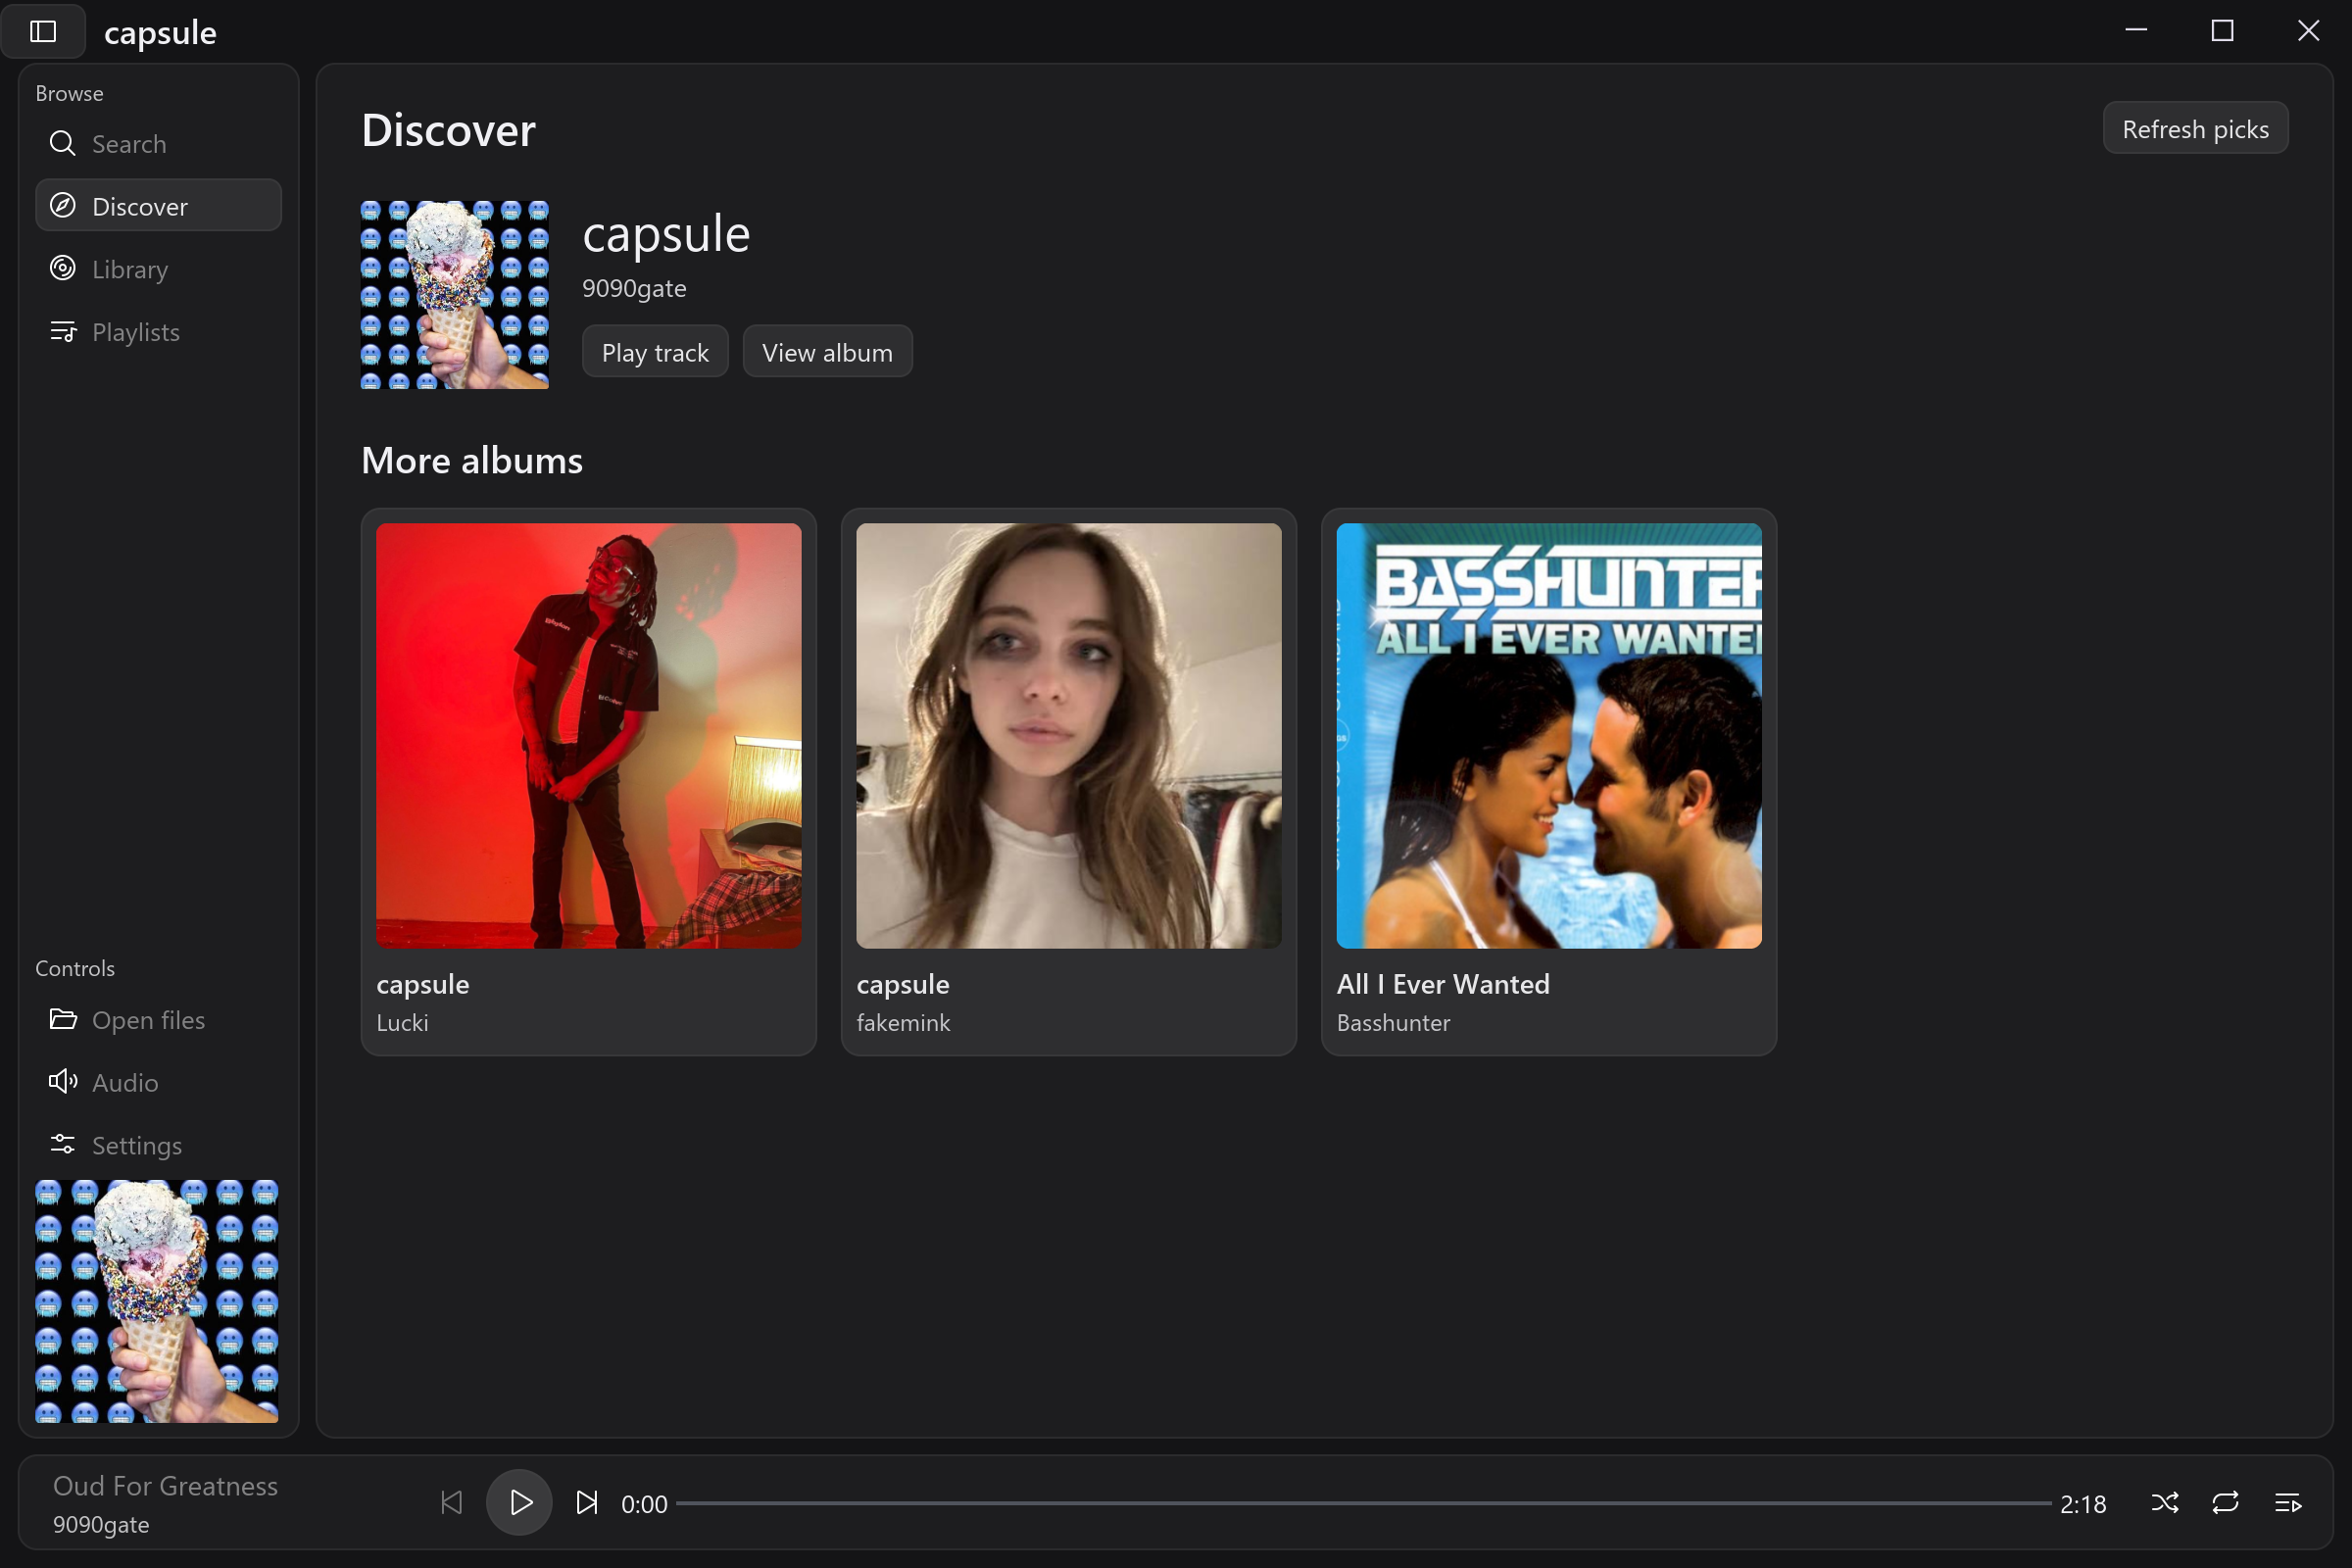 capsule
Browse
Search
Discover
Library
Playlists
Controls
Open files
Audio
Settings
Discover
Refresh picks
capsule
9090gate
Play track
View album
More albums
BASSHUNTER
ALL I EVER WANTE
capsule
Lucki
capsule
fakemink
All I Ever Wanted
Basshunter
Oud For Greatness
9090gate
0:00
2:18